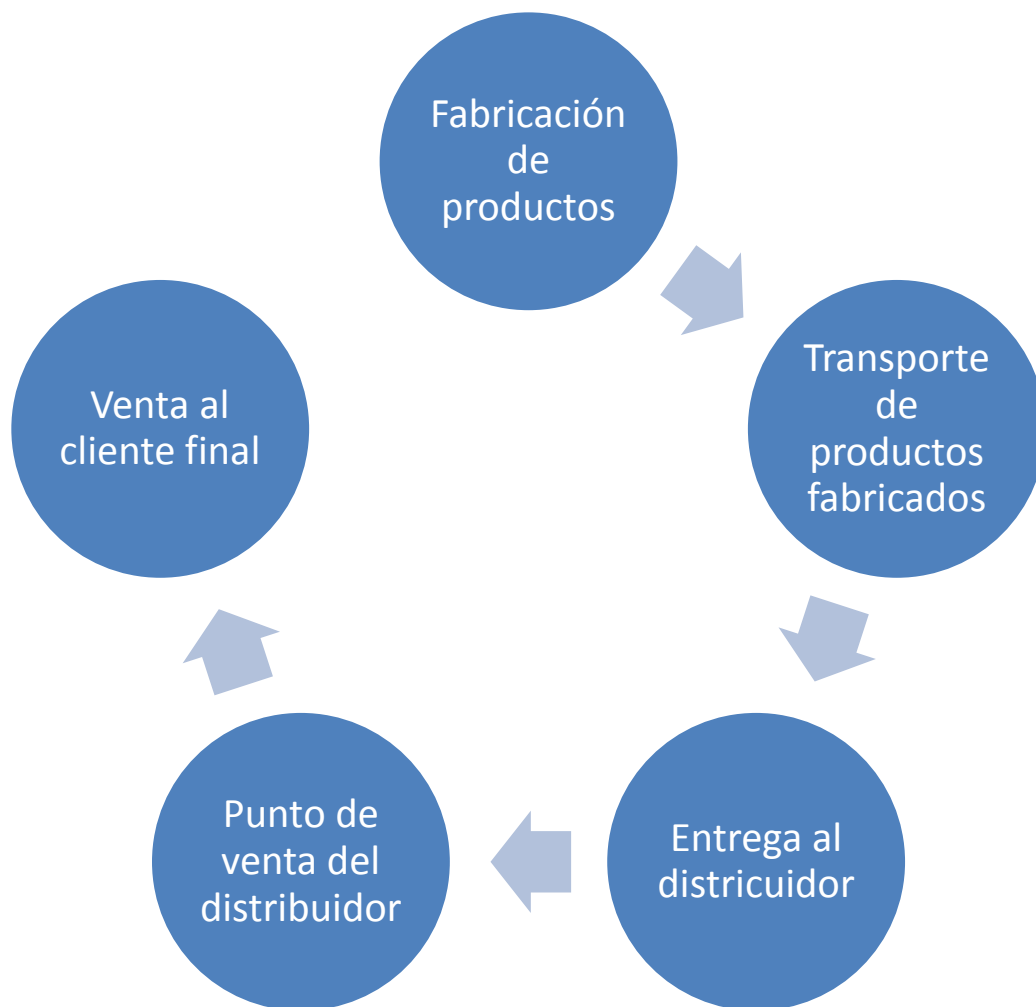 Fabricación
de
productos
Transporte
de
productos
fabricados
Entrega al
districuidor
Punto de
venta del
distribuidor
Venta al
cliente final